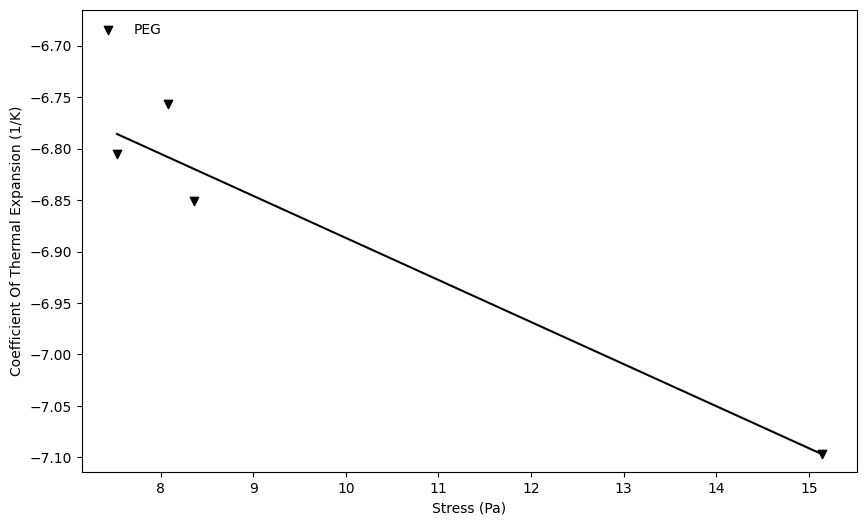 PEG
−6.70
−6.75
−6.80
−6.85
−6.90
−6.95
−7.00
−7.05
−7.10
Coefficient Of Thermal Expansion (1/K)
8 9 10 11 12 13 14 15
Stress (Pa)